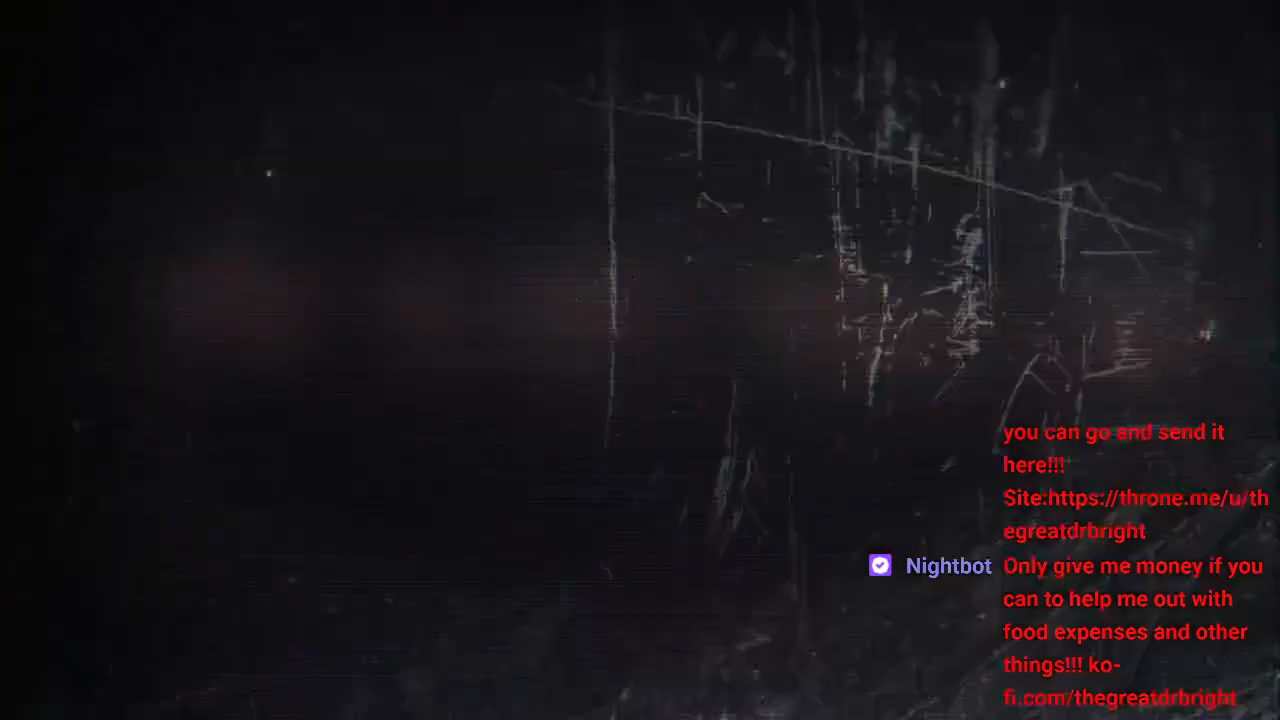 you can go and send it
here!!!
Site:https://throne.me/u/th
egreatdrbright
Nightbot Only give me money if you
can to help me out with
food expenses and other
things!!! ko-
fi.com/thegreatdrbright